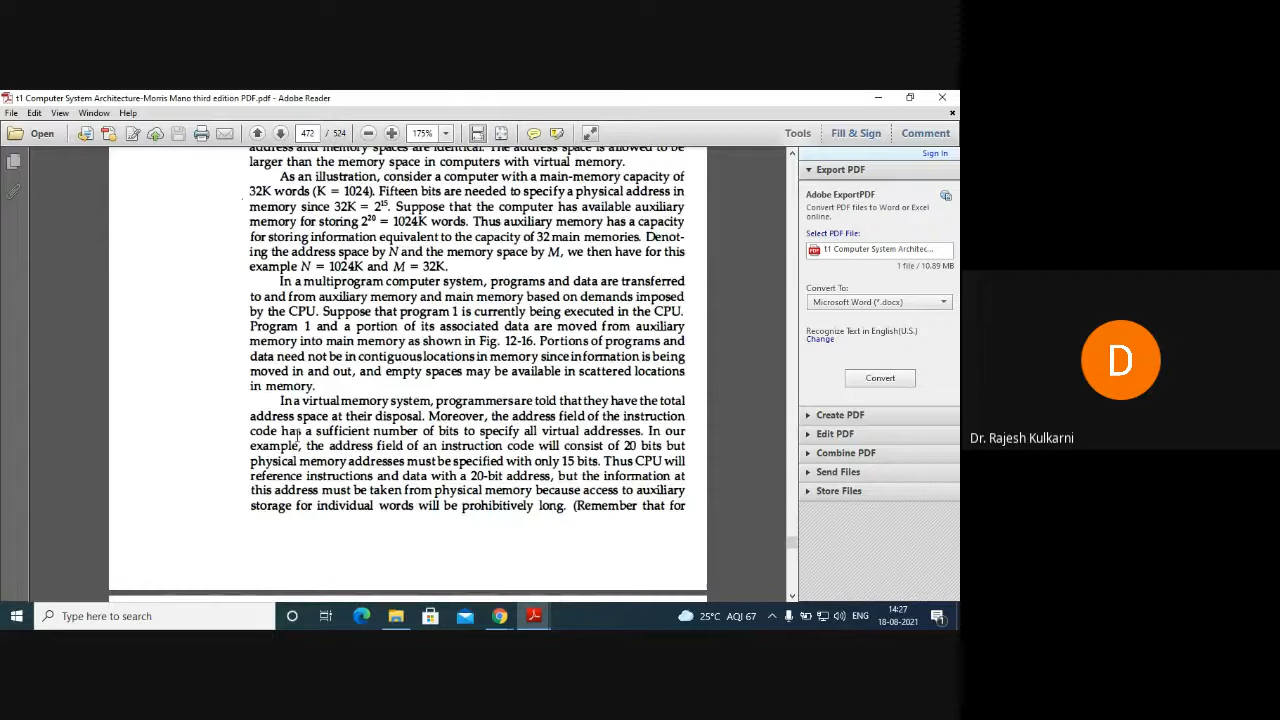 t1 Computer System Architecture-Morris Mano third edition PDF.pdf - Adobe Reader
File Edit View Window Help
Open 472 / 524 175% Tools Fill & Sign Comment
address and memory spaces are identical. The address space is allowed to be
larger than the memory space in computers with virtual memory.
As an illustration, consider a computer with a main-memory capacity of
32K words (K = 1024). Fifteen bits are needed to specify a physical address in
memory since 32K = 2¹⁵. Suppose that the computer has available auxiliary
memory for storing 2²⁰ = 1024K words. Thus auxiliary memory has a capacity
for storing information equivalent to the capacity of 32 main memories. Denot-
ing the address space by N and the memory space by M, we then have for this
example N = 1024K and M = 32K.
In a multiprogram computer system, programs and data are transferred
to and from auxiliary memory and main memory based on demands imposed
by the CPU. Suppose that program 1 is currently being executed in the CPU.
Program 1 and a portion of its associated data are moved from auxiliary
memory into main memory as shown in Fig. 12-16. Portions of programs and
data need not be in contiguous locations in memory since information is being
moved in and out, and empty spaces may be available in scattered locations
in memory.
In a virtual memory system, programmers are told that they have the total
address space at their disposal. Moreover, the address field of the instruction
code has a sufficient number of bits to specify all virtual addresses. In our
example, the address field of an instruction code will consist of 20 bits but
physical memory addresses must be specified with only 15 bits. Thus CPU will
reference instructions and data with a 20-bit address, but the information at
this address must be taken from physical memory because access to auxiliary
storage for individual words will be prohibitively long. (Remember that for
Sign In
Export PDF
Adobe ExportPDF
Convert PDF files to Word or Excel
online.
Select PDF File:
t1 Computer System Architec...
1 file / 10.89 MB
Convert To:
Microsoft Word (*.docx)
Recognize Text in English(U.S.)
Change
Convert
Create PDF
Edit PDF
Combine PDF
Send Files
Store Files
D
Dr. Rajesh Kulkarni
Type here to search
25°C AQI 67 ENG
14:27
18-08-2021
1